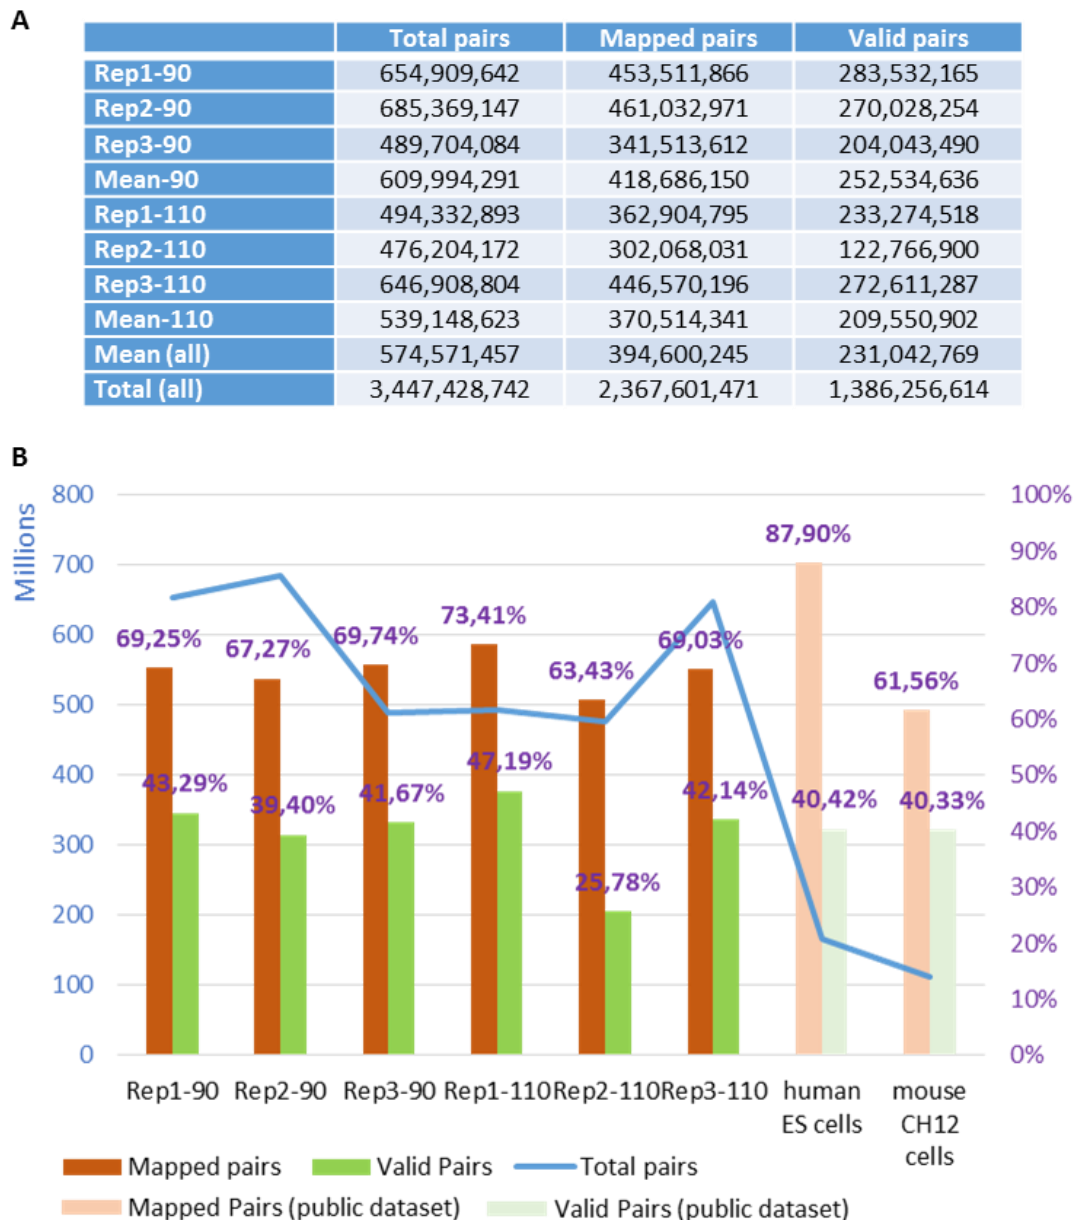 A
Total pairs Mapped pairs Valid pairs
Rep1-90 654,909,642 453,511,866 283,532,165
Rep2-90 685,369,147 461,032,971 270,028,254
Rep3-90 489,704,084 341,513,612 204,043,490
Mean-90 609,994,291 418,686,150 252,534,636
Rep1-110 494,332,893 362,904,795 233,274,518
Rep2-110 476,204,172 302,068,031 122,766,900
Rep3-110 646,908,804 446,570,196 272,611,287
Mean-110 539,148,623 370,514,341 209,550,902
Mean (all) 574,571,457 394,600,245 231,042,769
Total (all) 3,447,428,742 2,367,601,471 1,386,256,614
B
Millions
800
700
600
500
400
300
200
100
0
100%
90%
80%
70%
60%
50%
40%
30%
20%
10%
0%
69,25%
43,29%
67,27%
39,40%
69,74%
41,67%
73,41%
47,19%
63,43%
25,78%
69,03%
42,14%
87,90%
40,42%
61,56%
40,33%
Rep1-90 Rep2-90 Rep3-90 Rep1-110 Rep2-110 Rep3-110 human mouse
ES cells CH12
cells
Mapped pairs Valid Pairs Total pairs
Mapped Pairs (public dataset) Valid Pairs (public dataset)